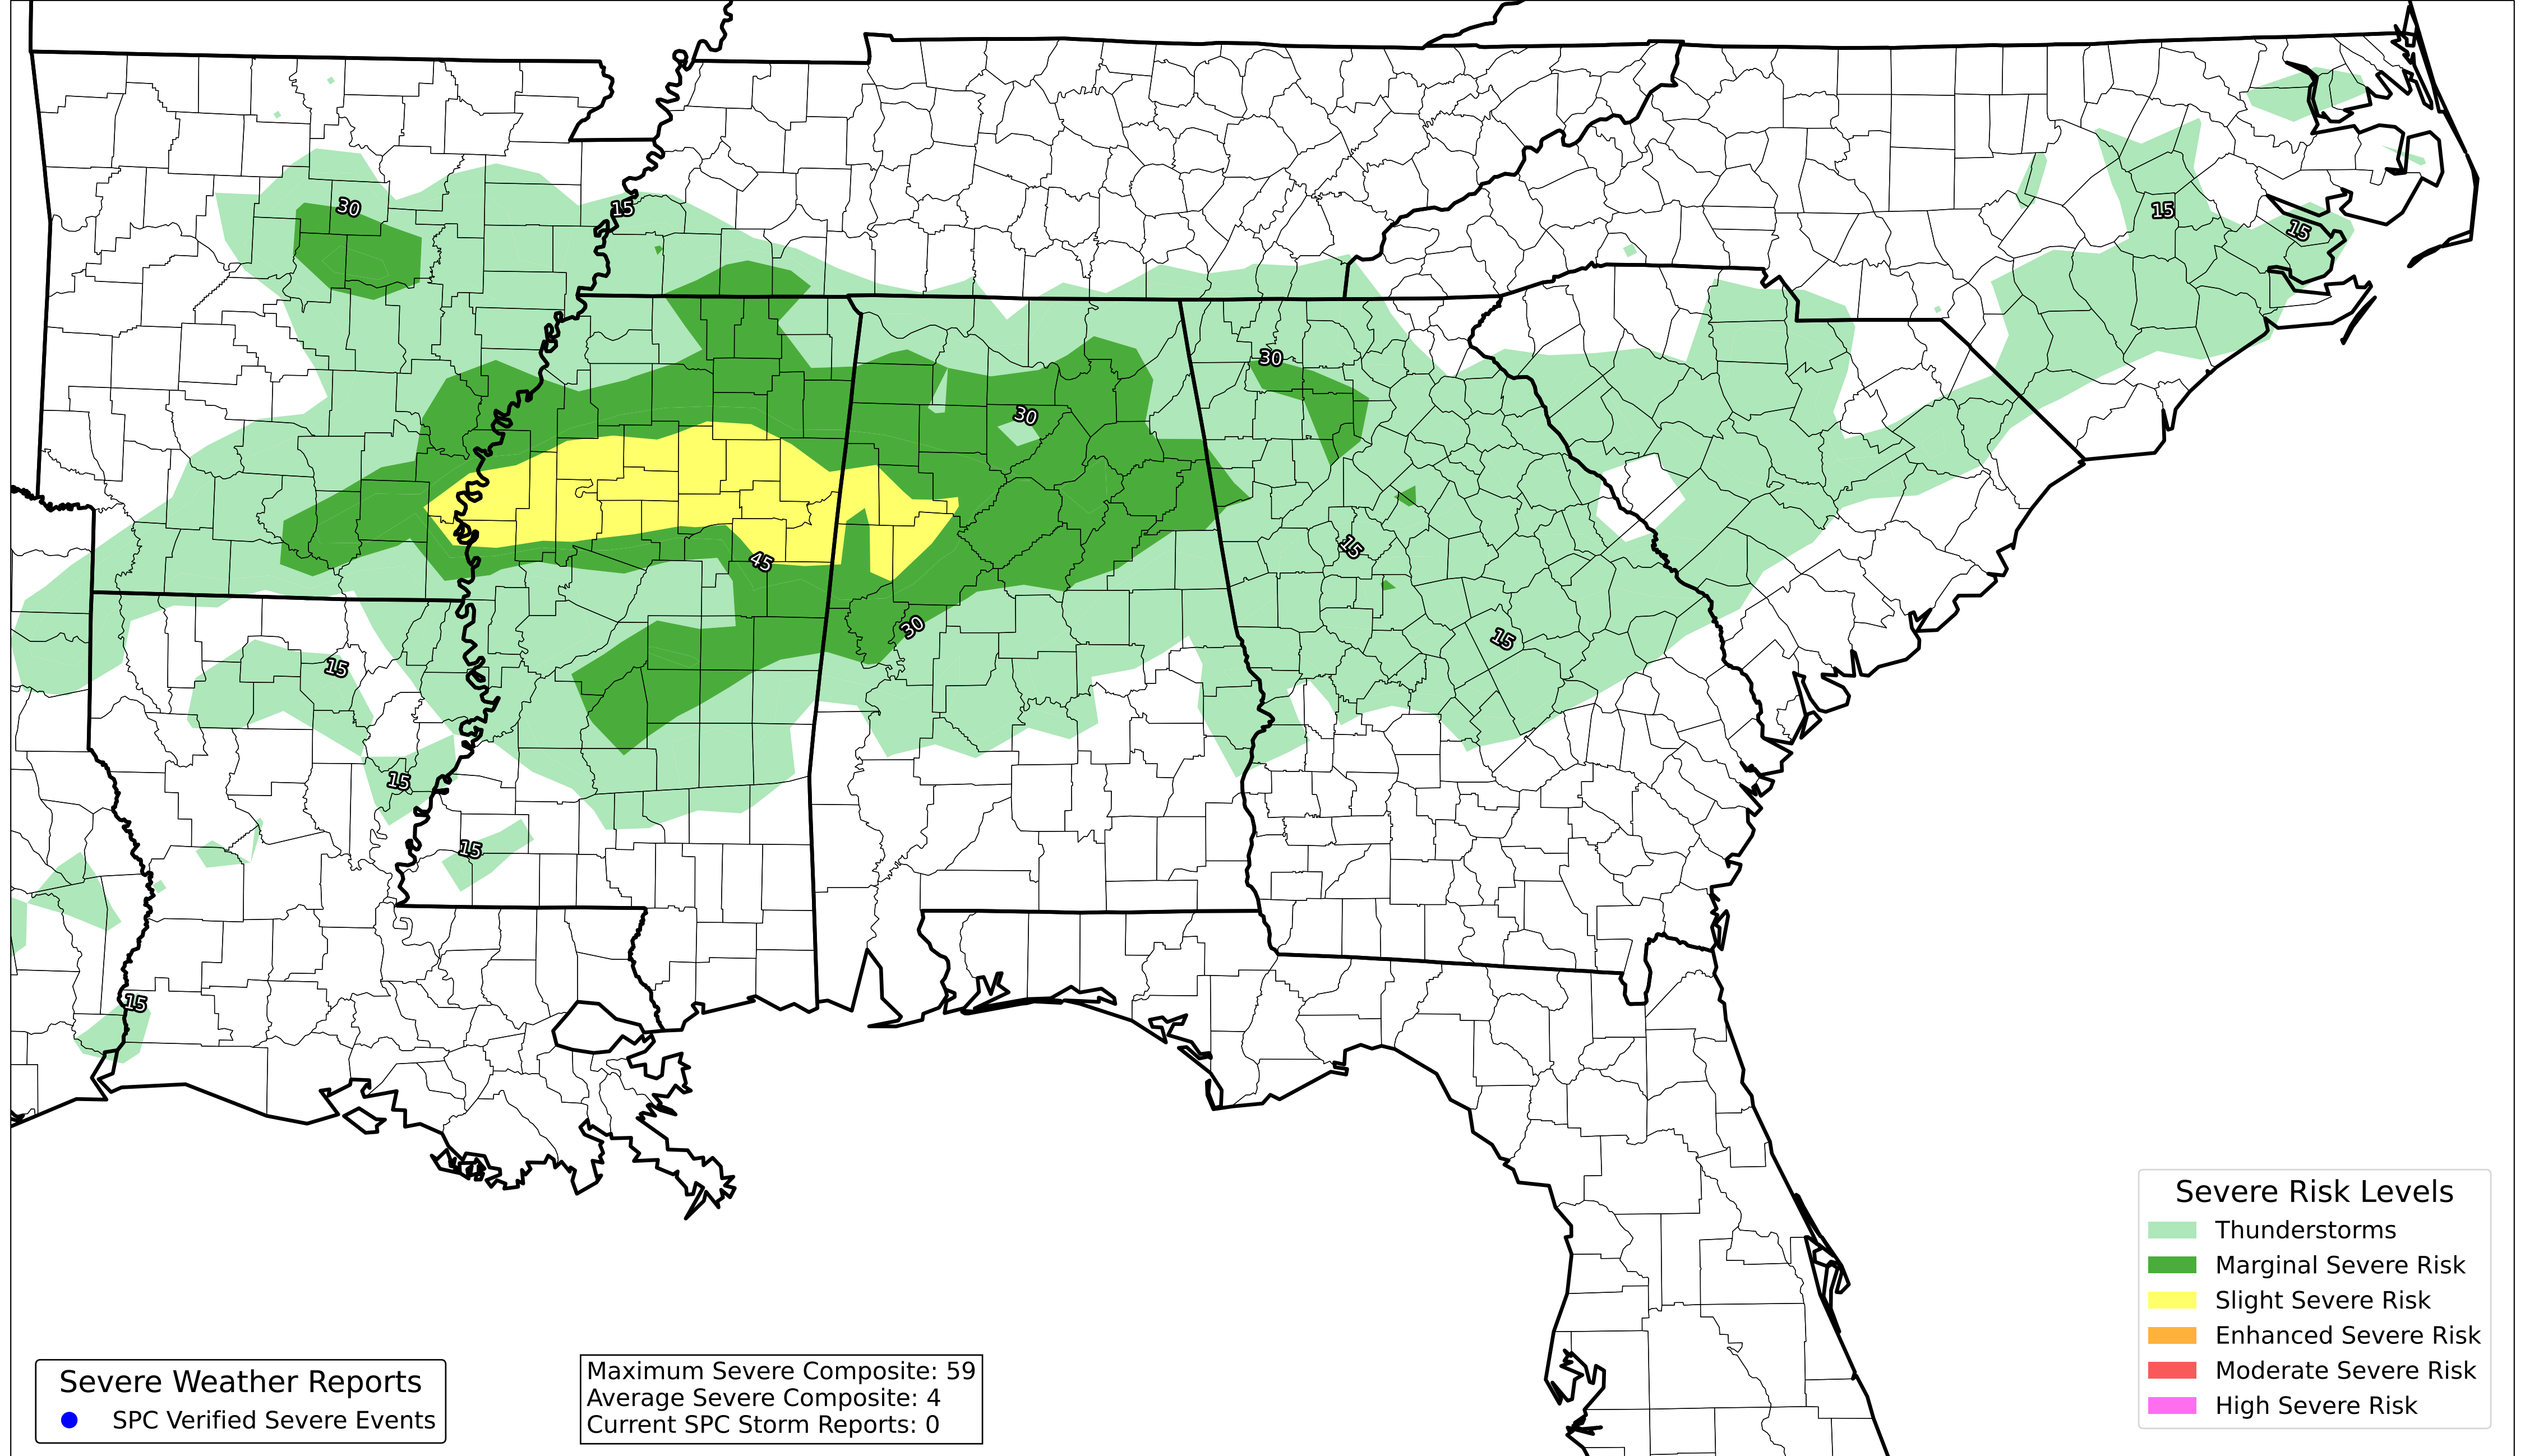 30
15
15
15
30
30
45
15
30
15
15
15
15
15
Severe Risk Levels
Thunderstorms
Marginal Severe Risk
Slight Severe Risk
Enhanced Severe Risk
Moderate Severe Risk
High Severe Risk
Severe Weather Reports
SPC Verified Severe Events
Maximum Severe Composite: 59
Average Severe Composite: 4
Current SPC Storm Reports: 0